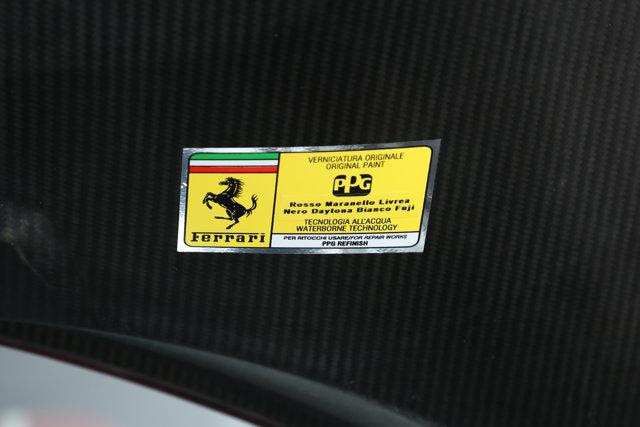 Ferrari
VERNICIATURA ORIGINALE
ORIGINAL PAINT
PPG
Rosso Maranello Livrea
Nero Daytona Bianco Fuji
TECNOLOGIA ALL'ACQUA
WATERBORNE TECHNOLOGY
PER RITOCCHI USARE/FOR REPAIR WORKS
PPG REFINISH